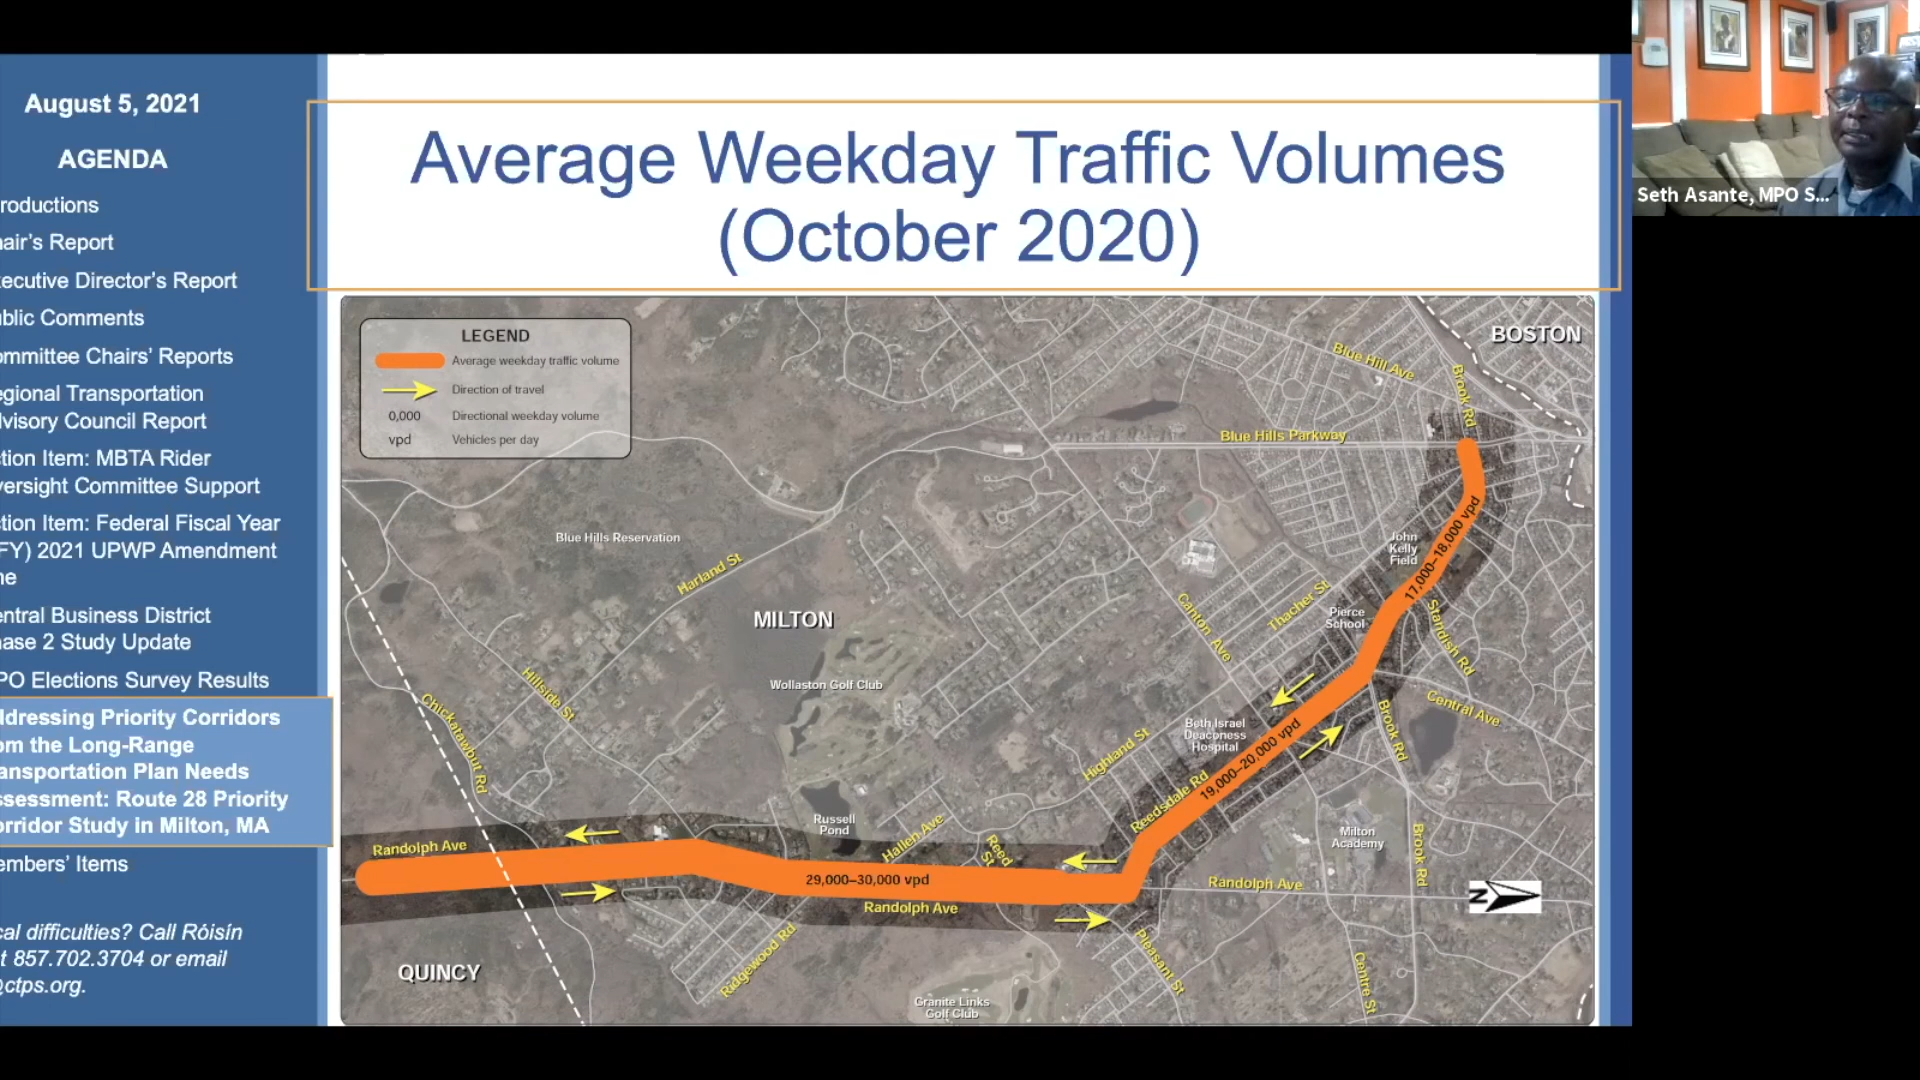 August 5, 2021
AGENDA
roductions
air's Report
ecutive Director's Report
blic Comments
mmittee Chairs' Reports
egional Transportation
visory Council Report
tion Item: MBTA Rider
versight Committee Support
tion Item: Federal Fiscal Year
FY) 2021 UPWP Amendment
ne
entral Business District
ase 2 Study Update
PO Elections Survey Results
ddressing Priority Corridors
om the Long-Range
ansportation Plan Needs
ssessment: Route 28 Priority
orridor Study in Milton, MA
embers' Items
cal difficulties? Call Róisín
t 857.702.3704 or email
@ctps.org.
Average Weekday Traffic Volumes
(October 2020)
LEGEND
Average weekday traffic volume
Direction of travel
0,000 Directional weekday volume
vpd Vehicles per day
BOSTON
Blue Hill Ave
Brook Rd
Blue Hills Parkway
Blue Hills Reservation
Harland St
John
Kelly
Field
17,000–18,000 vpd
MILTON
Canton Ave
Thacher St
Pierce
School
Standish Rd
Hillside St
Chickatawbut Rd
Wollaston Golf Club
Central Ave
Brook Rd
Beth Israel
Deaconess
Hospital
Highland St
19,000–20,000 vpd
Reedsdale Rd
Russell
Pond
Hallen Ave
Reed
St
Milton
Academy
Brook Rd
Randolph Ave
29,000–30,000 vpd
Randolph Ave
Randolph Ave
N
QUINCY
Ridgewood Rd
Pleasant St
Centre St
Granite Links
Golf Club
Seth Asante, MPO S...